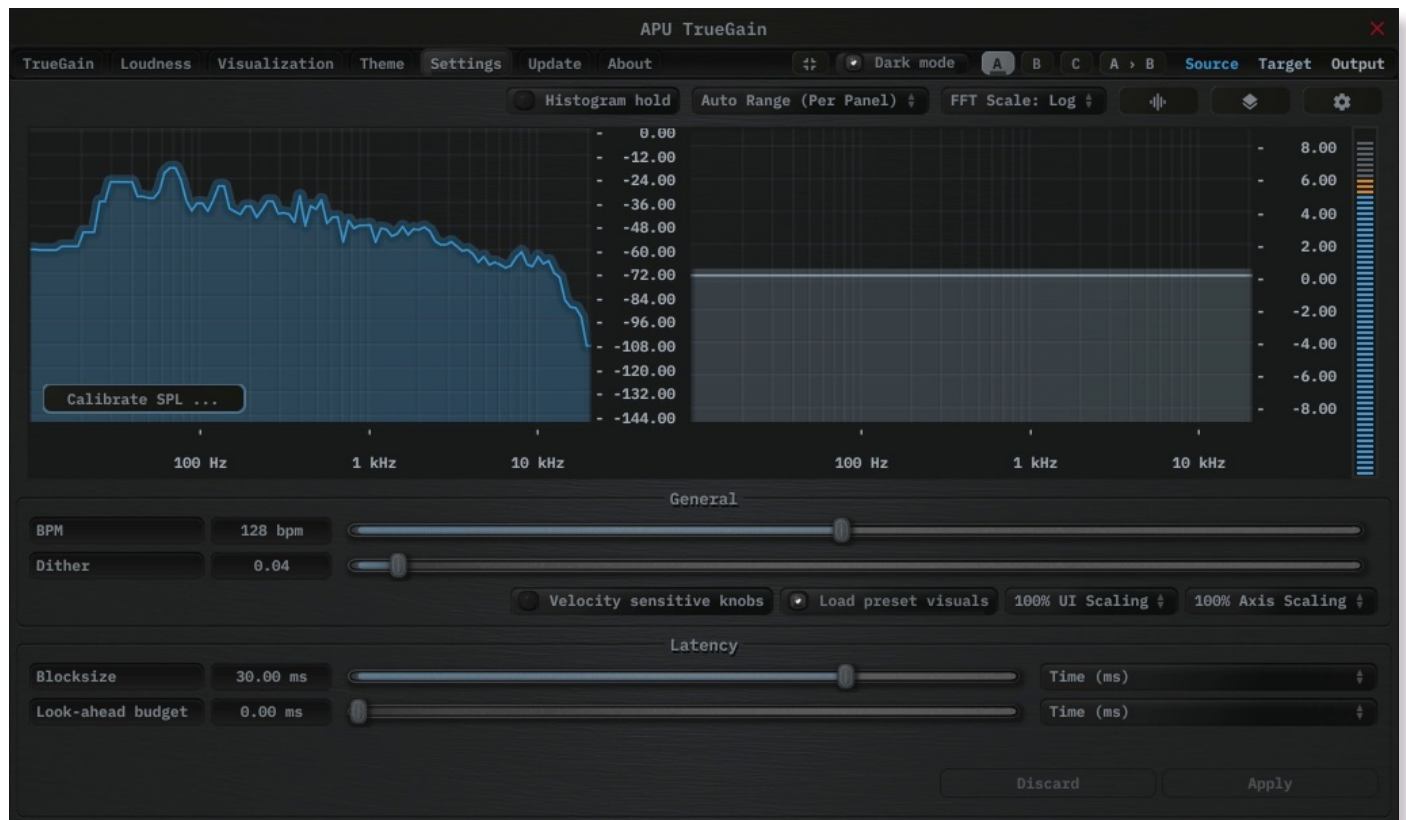 APU TrueGain
TrueGain Loudness Visualization Theme Settings Update About Dark mode A B C A › B Source Target Output
Histogram hold Auto Range (Per Panel) FFT Scale: Log
0.00
-12.00
-24.00
-36.00
-48.00
-60.00
-72.00
-84.00
-96.00
-108.00
-120.00
-132.00
-144.00
8.00
6.00
4.00
2.00
0.00
-2.00
-4.00
-6.00
-8.00
Calibrate SPL ...
100 Hz 1 kHz 10 kHz 100 Hz 1 kHz 10 kHz
General
BPM 128 bpm
Dither 0.04
Velocity sensitive knobs Load preset visuals 100% UI Scaling 100% Axis Scaling
Latency
Blocksize 30.00 ms Time (ms)
Look-ahead budget 0.00 ms Time (ms)
Discard Apply